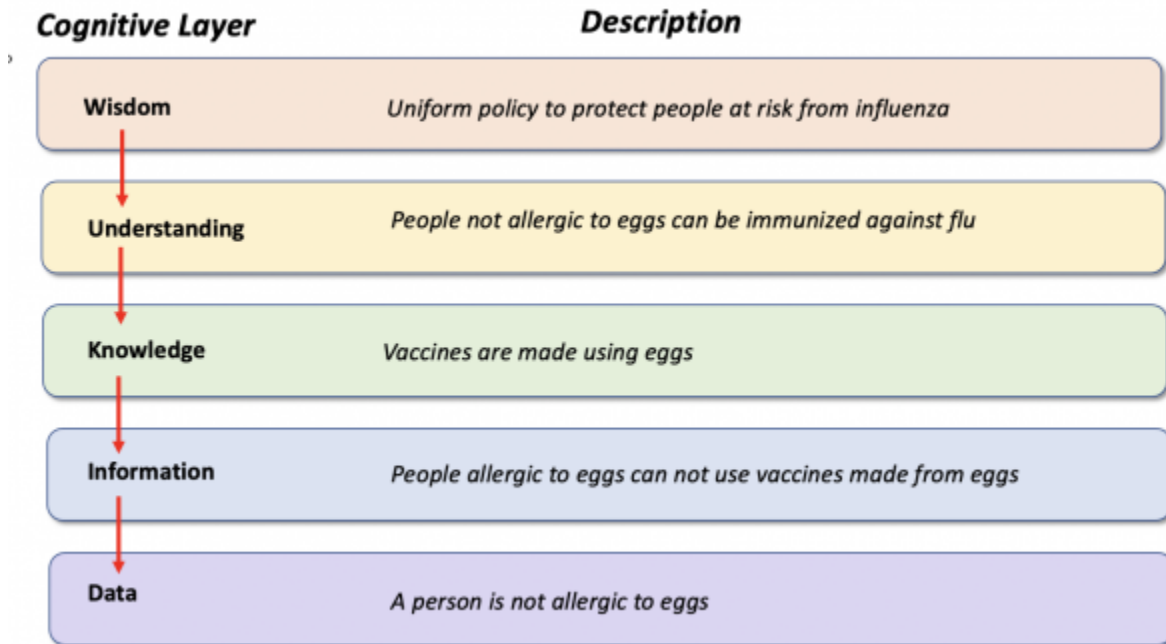 Cognitive Layer Description
Wisdom Uniform policy to protect people at risk from influenza
Understanding People not allergic to eggs can be immunized against flu
Knowledge Vaccines are made using eggs
Information People allergic to eggs can not use vaccines made from eggs
Data A person is not allergic to eggs